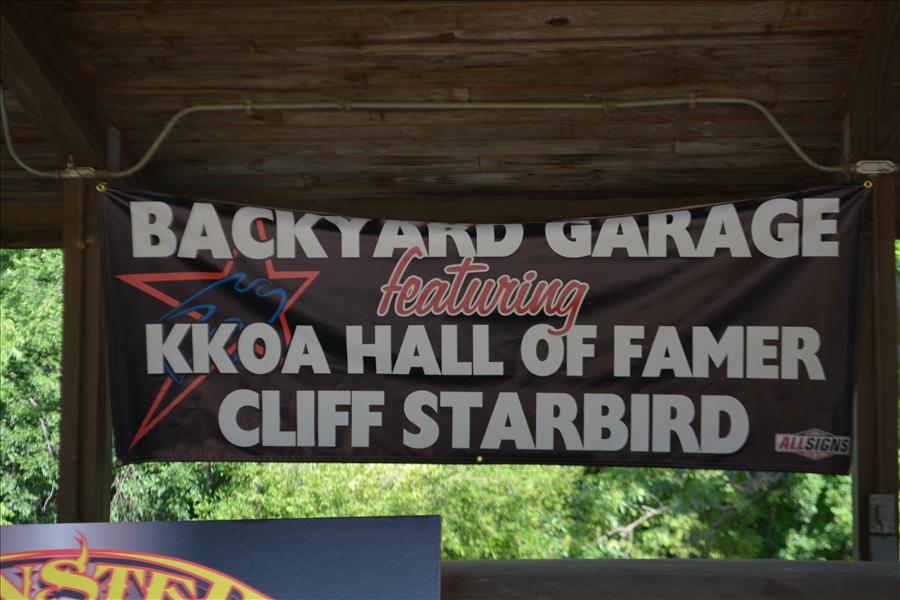 BACKYARD GARAGE
featuring
KKOA HALL OF FAMER
CLIFF STARBIRD
ALLSIGNS